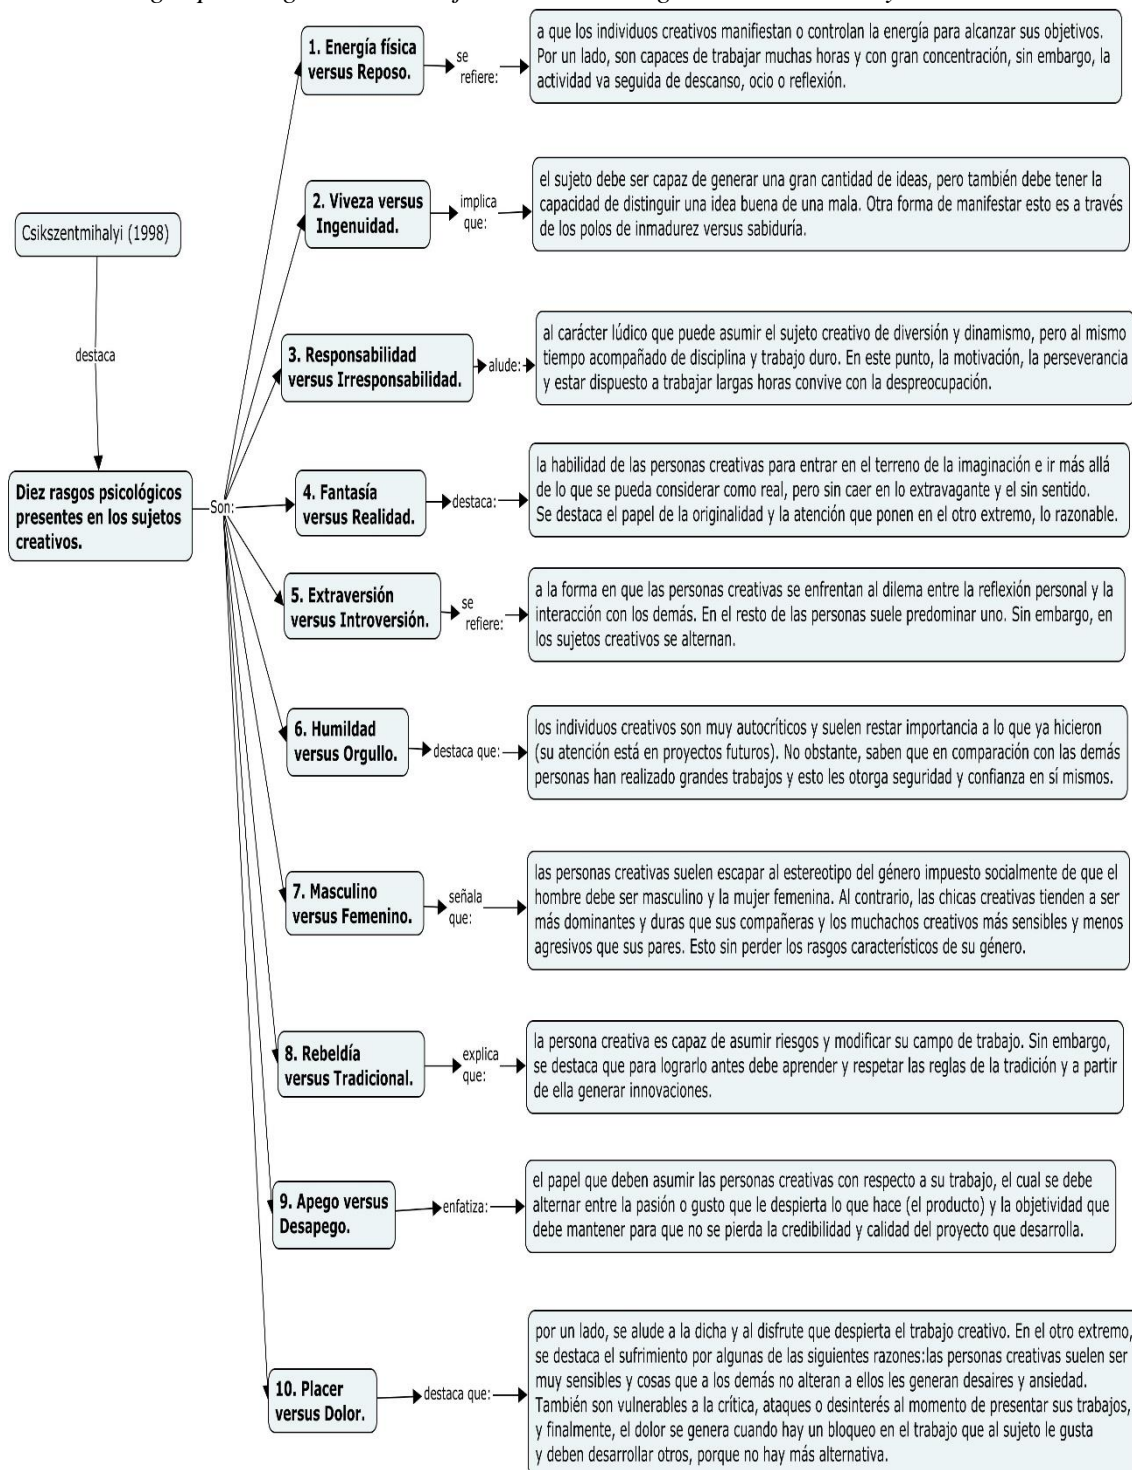 Csikszentmihalyi (1998)
destaca
Diez rasgos psicológicos
presentes en los sujetos
creativos.
Son:
1. Energía física
versus Reposo.
se
refiere:
a que los individuos creativos manifiestan o controlan la energía para alcanzar sus objetivos.
Por un lado, son capaces de trabajar muchas horas y con gran concentración, sin embargo, la
actividad va seguida de descanso, ocio o reflexión.
2. Viveza versus
Ingenuidad.
implica
que:
el sujeto debe ser capaz de generar una gran cantidad de ideas, pero también debe tener la
capacidad de distinguir una idea buena de una mala. Otra forma de manifestar esto es a través
de los polos de inmadurez versus sabiduría.
3. Responsabilidad
versus Irresponsabilidad.
alude:
al carácter lúdico que puede asumir el sujeto creativo de diversión y dinamismo, pero al mismo
tiempo acompañado de disciplina y trabajo duro. En este punto, la motivación, la perseverancia
y estar dispuesto a trabajar largas horas convive con la despreocupación.
4. Fantasía
versus Realidad.
destaca:
la habilidad de las personas creativas para entrar en el terreno de la imaginación e ir más allá
de lo que se pueda considerar como real, pero sin caer en lo extravagante y el sin sentido.
Se destaca el papel de la originalidad y la atención que ponen en el otro extremo, lo razonable.
5. Extraversión
versus Introversión.
se
refiere:
a la forma en que las personas creativas se enfrentan al dilema entre la reflexión personal y la
interacción con los demás. En el resto de las personas suele predominar uno. Sin embargo, en
los sujetos creativos se alternan.
6. Humildad
versus Orgullo.
destaca que:
los individuos creativos son muy autocríticos y suelen restar importancia a lo que ya hicieron
(su atención está en proyectos futuros). No obstante, saben que en comparación con las demás
personas han realizado grandes trabajos y esto les otorga seguridad y confianza en sí mismos.
7. Masculino
versus Femenino.
señala
que:
las personas creativas suelen escapar al estereotipo del género impuesto socialmente de que el
hombre debe ser masculino y la mujer femenina. Al contrario, las chicas creativas tienden a ser
más dominantes y duras que sus compañeras y los muchachos creativos más sensibles y menos
agresivos que sus pares. Esto sin perder los rasgos característicos de su género.
8. Rebeldía
versus Tradicional.
explica
que:
la persona creativa es capaz de asumir riesgos y modificar su campo de trabajo. Sin embargo,
se destaca que para lograrlo antes debe aprender y respetar las reglas de la tradición y a partir
de ella generar innovaciones.
9. Apego versus
Desapego.
enfatiza:
el papel que deben asumir las personas creativas con respecto a su trabajo, el cual se debe
alternar entre la pasión o gusto que le despierta lo que hace (el producto) y la objetividad que
debe mantener para que no se pierda la credibilidad y calidad del proyecto que desarrolla.
10. Placer
versus Dolor.
destaca que:
por un lado, se alude a la dicha y al disfrute que despierta el trabajo creativo. En el otro extremo,
se destaca el sufrimiento por algunas de las siguientes razones:las personas creativas suelen ser
muy sensibles y cosas que a los demás no alteran a ellos les generan desaires y ansiedad.
También son vulnerables a la crítica, ataques o desinterés al momento de presentar sus trabajos,
y finalmente, el dolor se genera cuando hay un bloqueo en el trabajo que al sujeto le gusta
y deben desarrollar otros, porque no hay más alternativa.